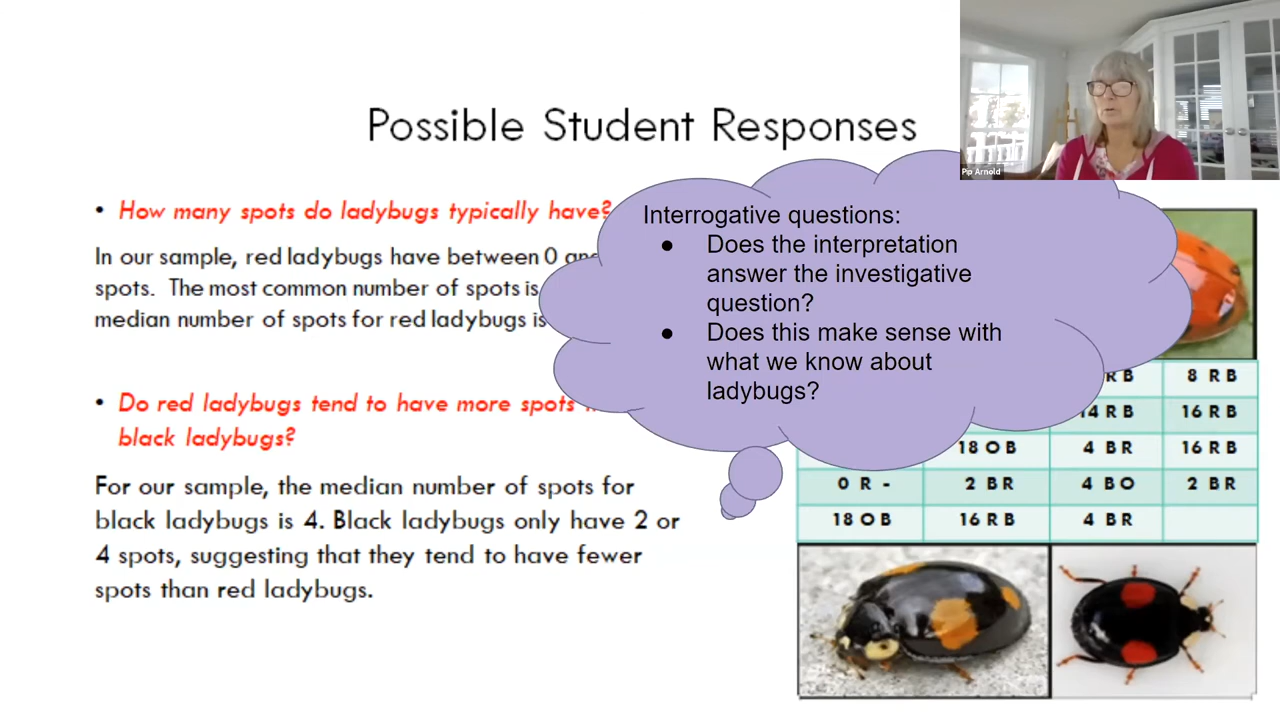 Possible Student Responses
Pip Arnold
• How many spots do ladybugs typically have?
In our sample, red ladybugs have between 0
spots. The most common number of spots is
median number of spots for red ladybugs is
• Do red ladybugs tend to have more spots
black ladybugs?
For our sample, the median number of spots for
black ladybugs is 4. Black ladybugs only have 2 or
4 spots, suggesting that they tend to have fewer
spots than red ladybugs.
Interrogative questions:
● Does the interpretation
answer the investigative
question?
● Does this make sense with
what we know about
ladybugs?
R B 8 R B
14 R B 16 R B
18 O B 4 B R 16 R B
0 R - 2 B R 4 B O 2 B R
18 O B 16 R B 4 B R